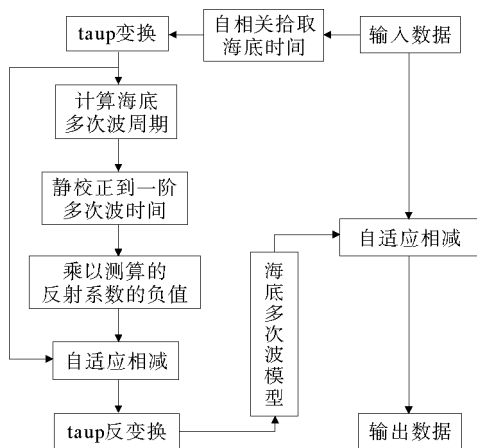 taup变换
自相关拾取
海底时间
输入数据
计算海底
多次波周期
静校正到一阶
多次波时间
乘以测算的
反射系数的负值
自适应相减
taup反变换
海底多次波模型
自适应相减
输出数据